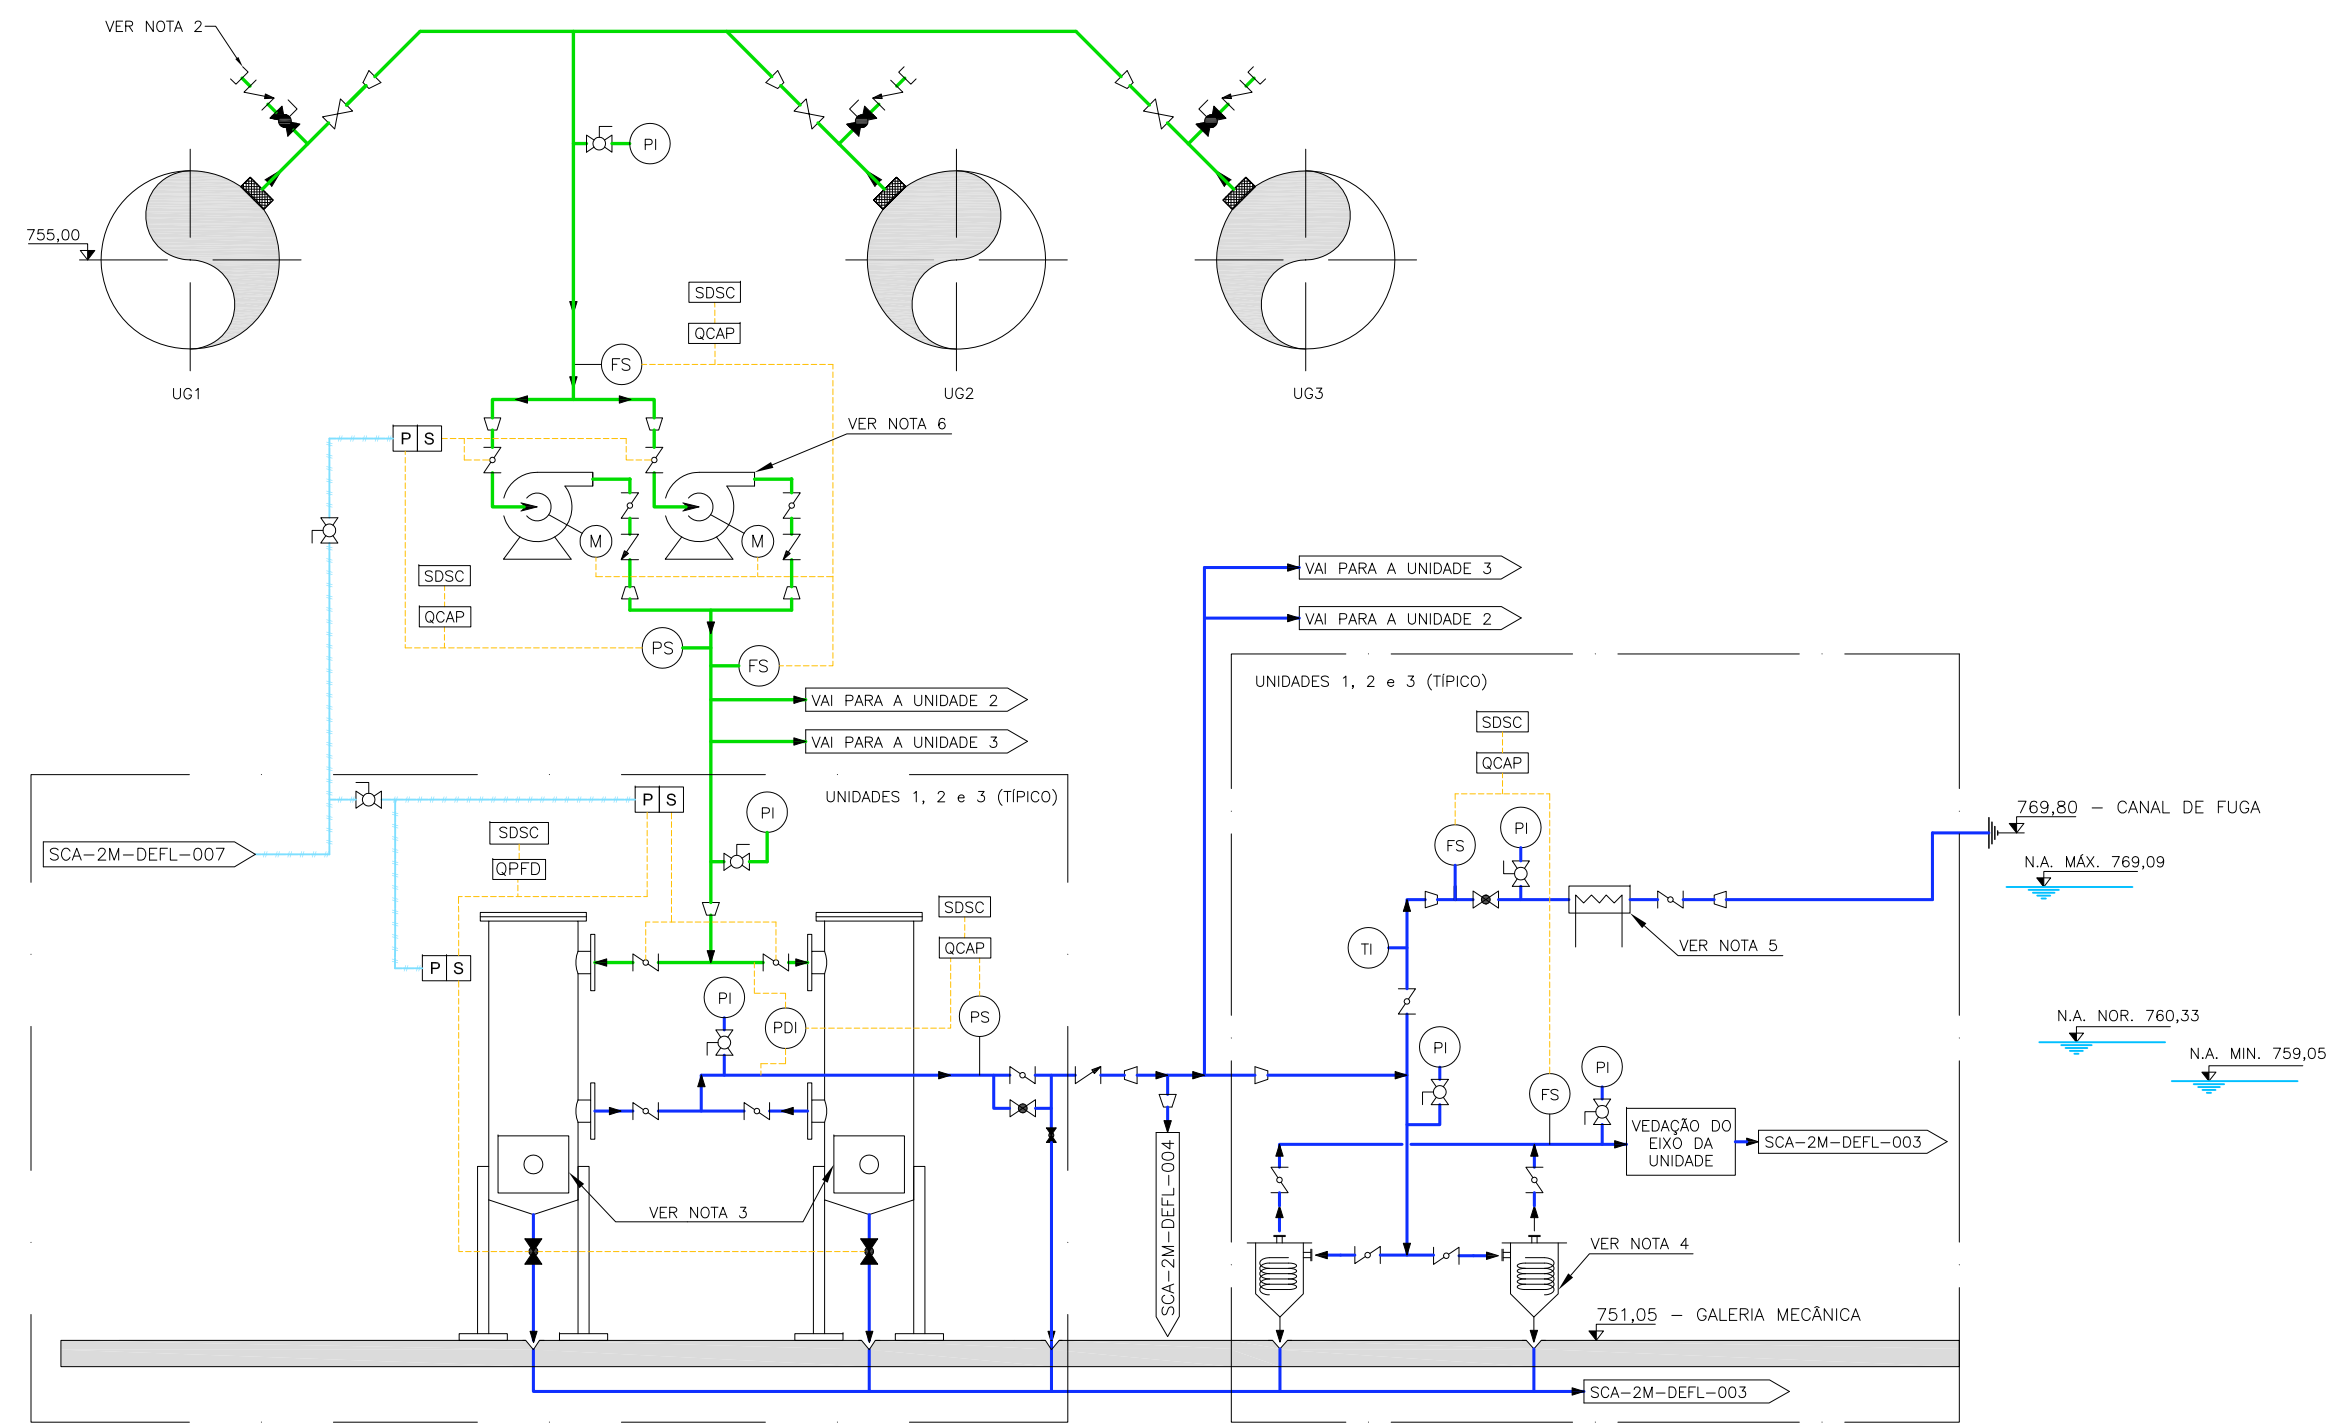 VER NOTA 2
PI
755,00
SDSC
QCAP
FS
UG1
UG2
UG3
VER NOTA 6
P S
M
M
SDSC
QCAP
PS
FS
VAI PARA A UNIDADE 3
VAI PARA A UNIDADE 2
VAI PARA A UNIDADE 2
VAI PARA A UNIDADE 3
UNIDADES 1, 2 e 3 (TÍPICO)
P S
UNIDADES 1, 2 e 3 (TÍPICO)
PI
SDSC
QPFD
SCA-2M-DEFL-007
P S
SDSC
QCAP
PI
PDI
PS
VER NOTA 3
SCA-2M-DEFL-004
SDSC
QCAP
FS
PI
TI
VER NOTA 5
769,80 - CANAL DE FUGA
N.A. MÁX. 769,09
N.A. NOR. 760,33
N.A. MIN. 759,05
PI
FS
PI
VEDAÇÃO DO
EIXO DA
UNIDADE
SCA-2M-DEFL-003
VER NOTA 4
751,05 - GALERIA MECÂNICA
SCA-2M-DEFL-003